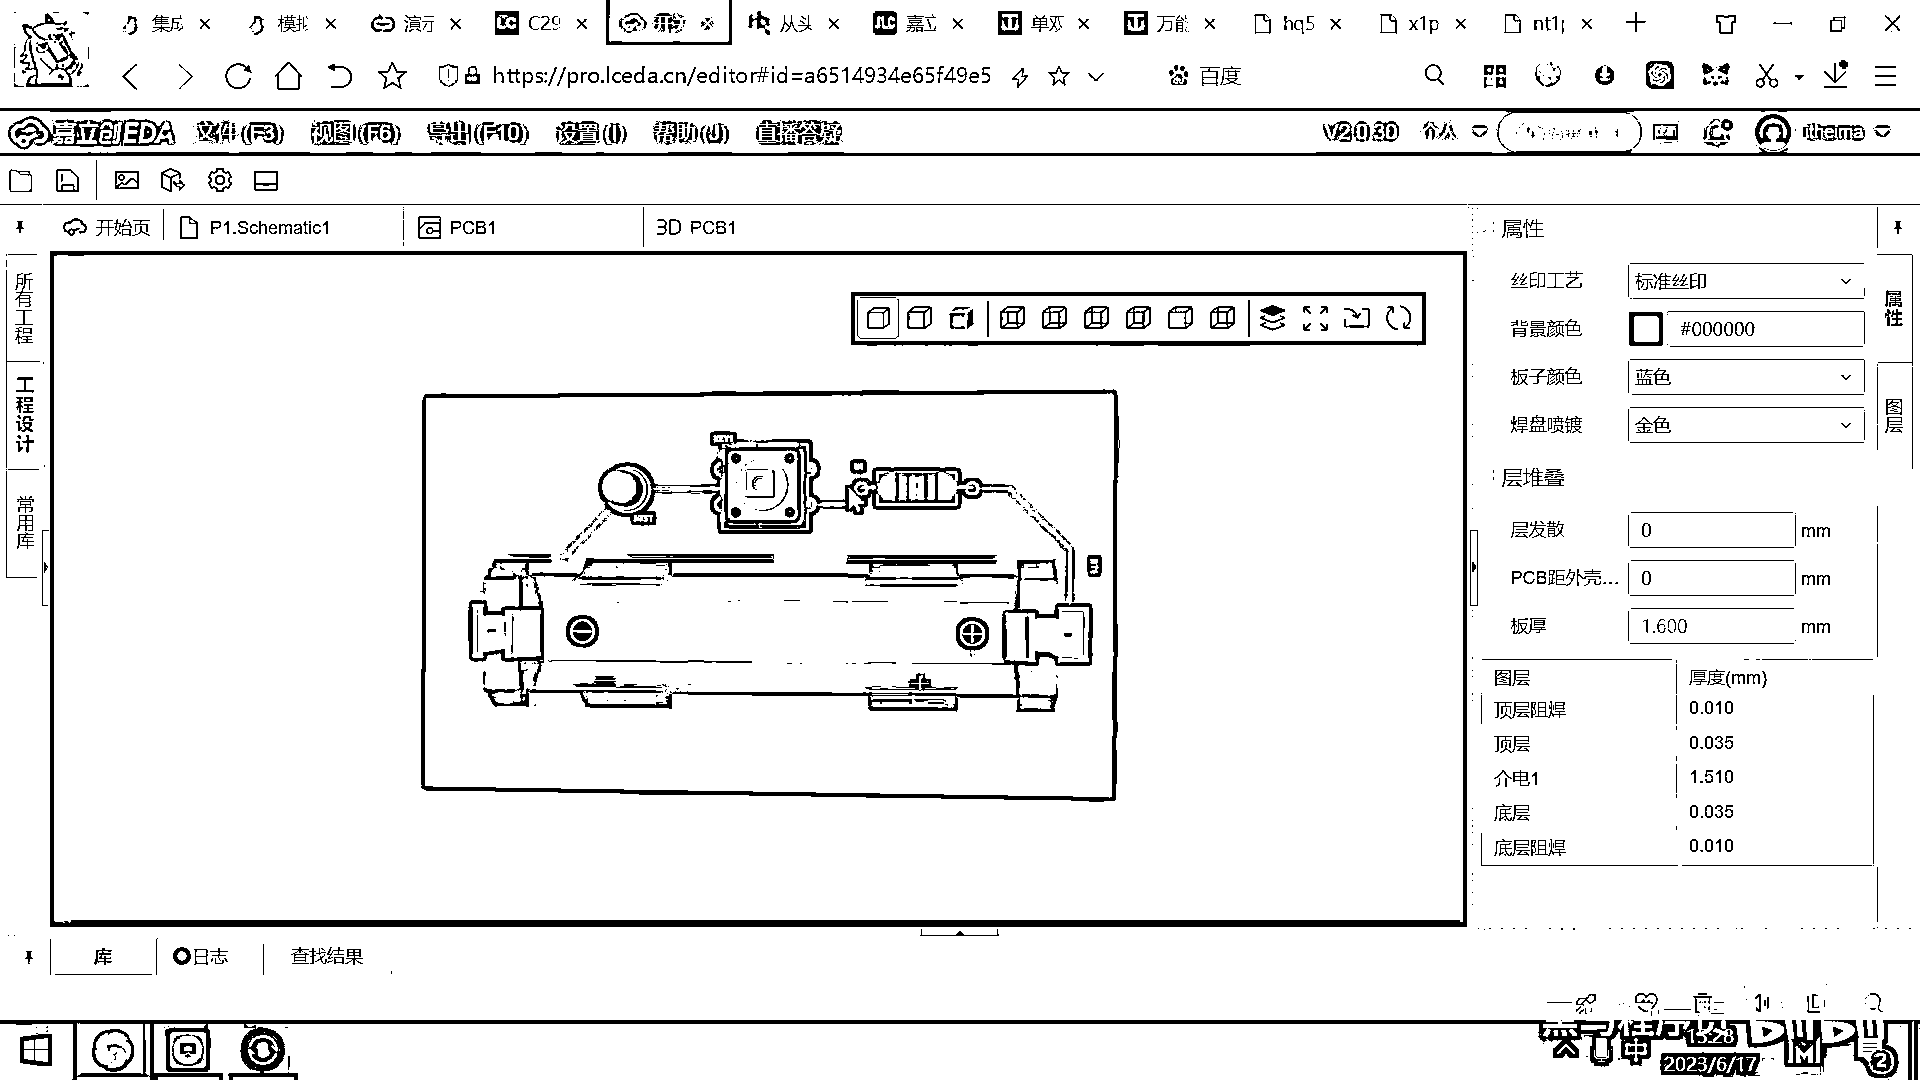 集成 模拟 演示 C29 开 从头 嘉立 单双 万能 hq5 x1p nt1p
https://pro.lceda.cn/editor#id=a6514934e65f49e5 百度
嘉立创EDA 文件(F3) 视图(F6) 导出(F10) 设置(I) 帮助(J) 直播答疑 V2.0.30 个人 itheima
开始页 P1.Schematic1 PCB1 3D PCB1 属性
所有工程
工程设计
常用库
属性
图层
丝印工艺 标准丝印
背景颜色 #000000
板子颜色 蓝色
焊盘喷镀 金色
层堆叠
层发散 0 mm
PCB距外壳... 0 mm
板厚 1.600 mm
图层 厚度(mm)
顶层阻焊 0.010
顶层 0.035
介电1 1.510
底层 0.035
底层阻焊 0.010
库 日志 查找结果
中
15:28
2023/6/17
2